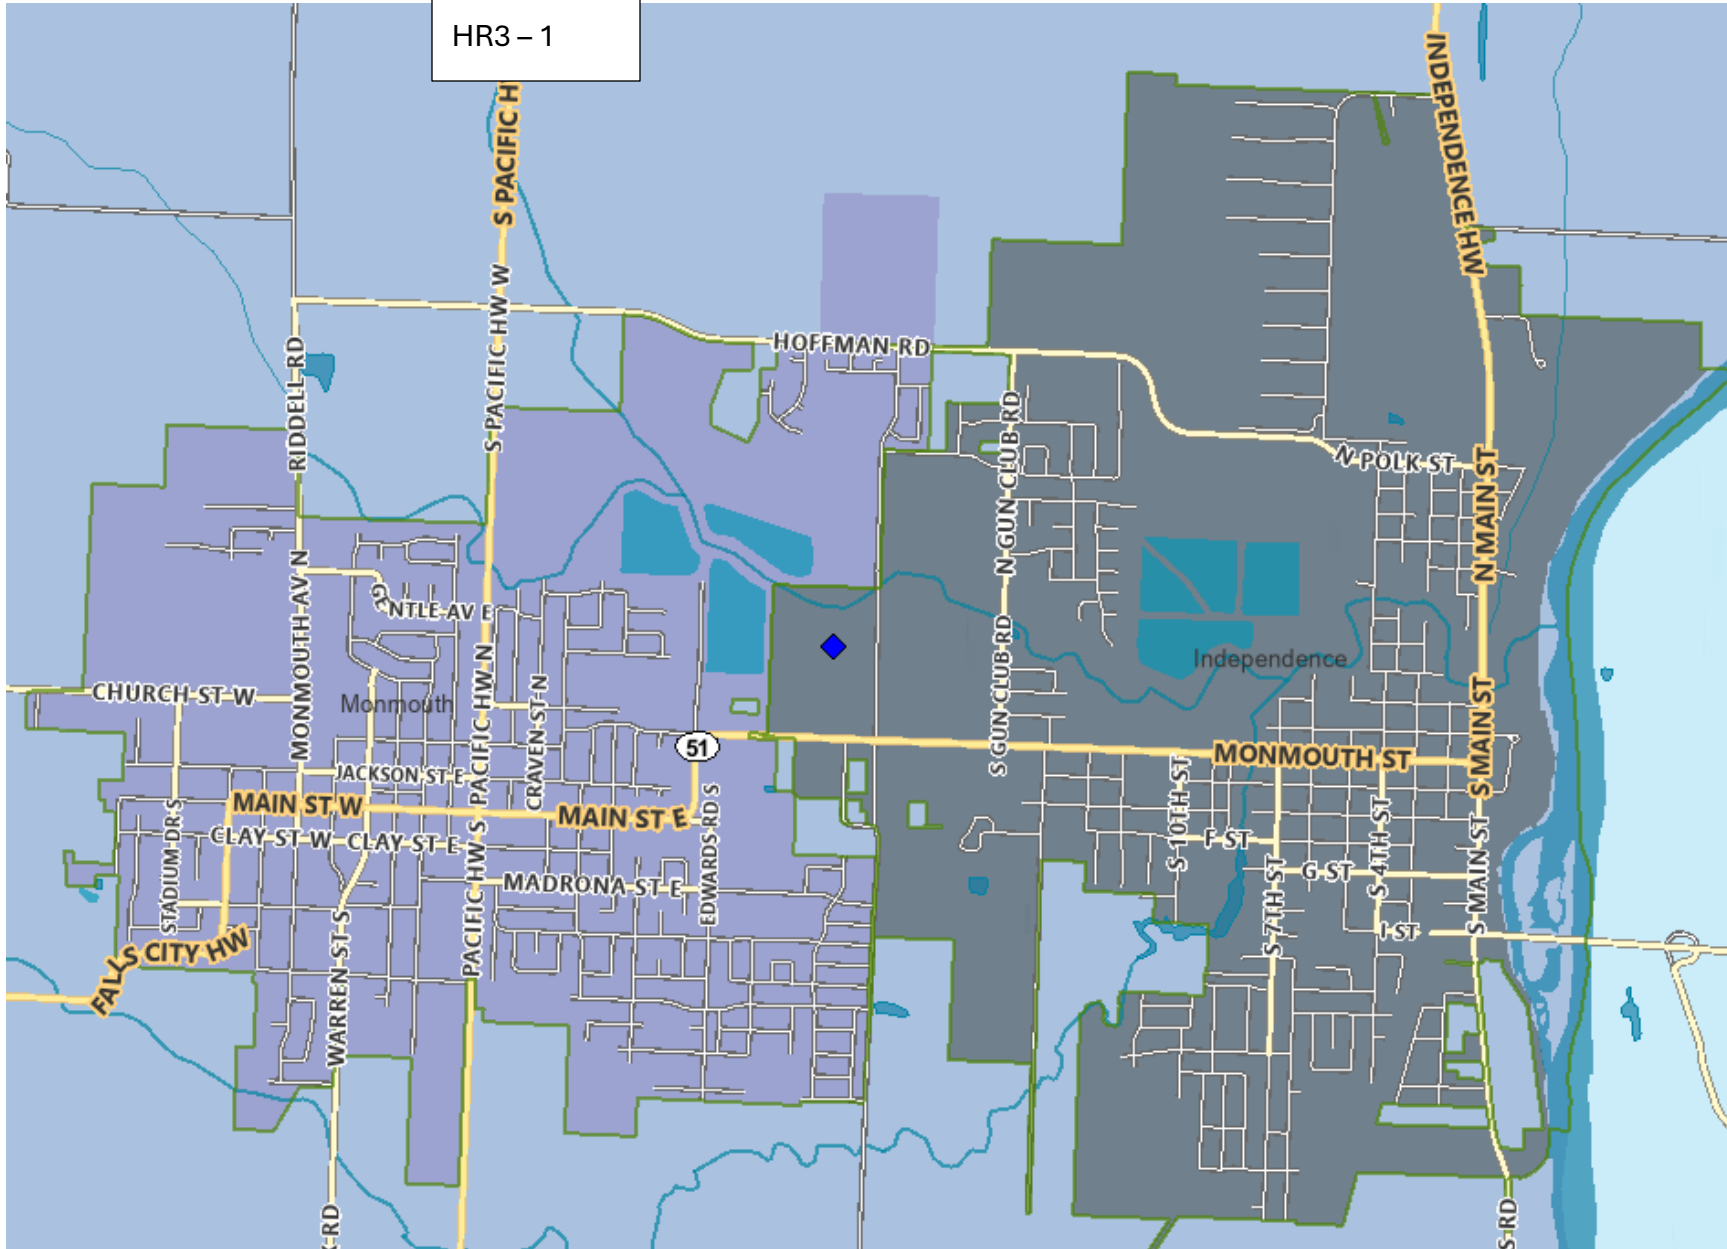 HR3 – 1
S PACIFIC H
INDEPENDENCE HW
S PACIFIC HW W
RIDDELL RD
HOFFMAN RD
N GUN CLUB RD
N POLK ST
N MAIN ST
MONMOUTH AV N
GENTLE AV E
S GUN CLUB RD
Independence
CHURCH ST W
Monmouth
PACIFIC HW N
CRAVEN ST N
51
MONMOUTH ST
S MAIN ST
JACKSON ST E
MAIN ST W
MAIN ST E
S 10TH ST
F ST
S 4TH ST
S MAIN ST
CLAY ST W
CLAY ST E
STADIUM DR S
EDWARDS RD S
MADRONA ST E
G ST
S 7TH ST
I ST
FALLS CITY HW
WARREN ST S
PACIFIC HW S
RD
S RD